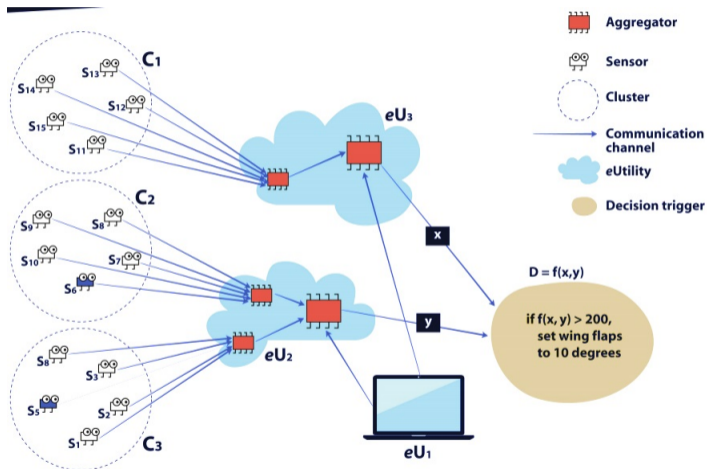 C1
S13
S14
S12
S15
S11
C2
S9
S8
S10
S7
S6
S8
S3
S5
S2
S1
C3
eU3
eU2
eU1
x
y
D = f(x,y)
if f(x, y) > 200,
set wing flaps
to 10 degrees
Aggregator
Sensor
Cluster
Communication
channel
eUtility
Decision trigger